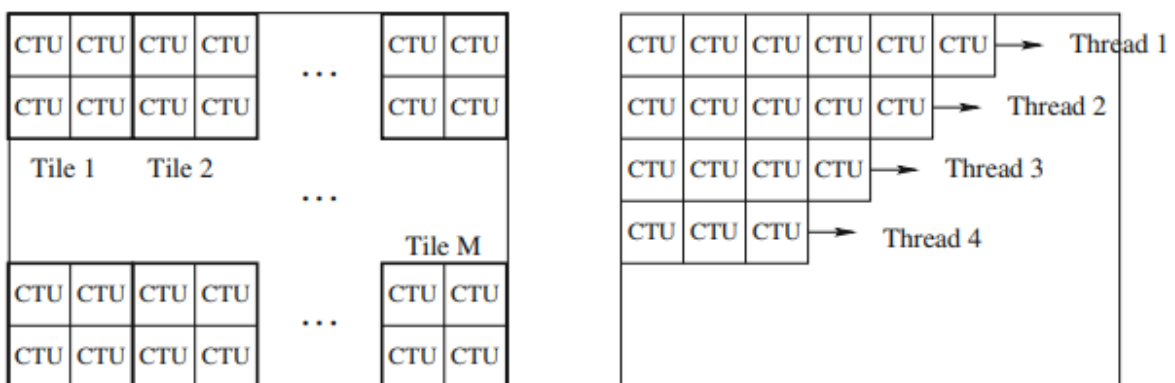 CTU CTU CTU CTU CTU CTU
...
CTU CTU CTU CTU CTU CTU
Tile 1 Tile 2
...
Tile M
CTU CTU CTU CTU CTU CTU
...
CTU CTU CTU CTU CTU CTU
CTU CTU CTU CTU CTU CTU Thread 1
CTU CTU CTU CTU CTU Thread 2
CTU CTU CTU CTU Thread 3
CTU CTU CTU Thread 4